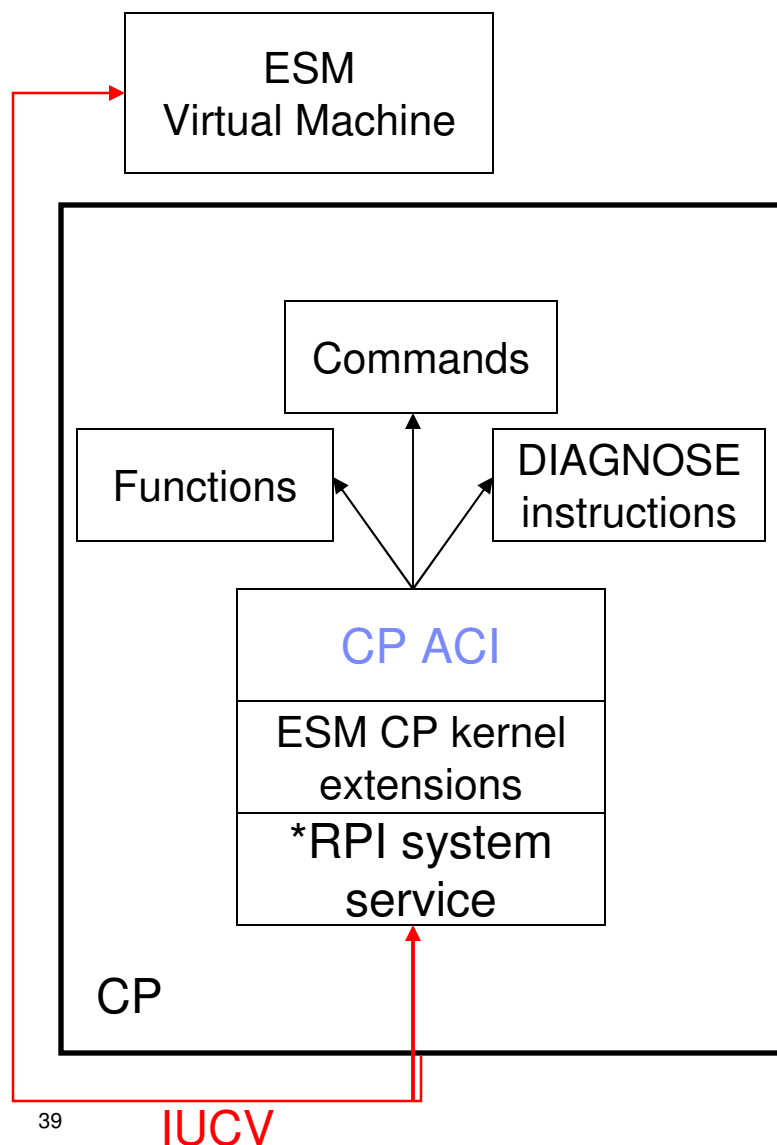 ESM
Virtual Machine
Commands
Functions
DIAGNOSE
instructions
CP ACI
ESM CP kernel
extensions
*RPI system
service
CP
39
IUCV